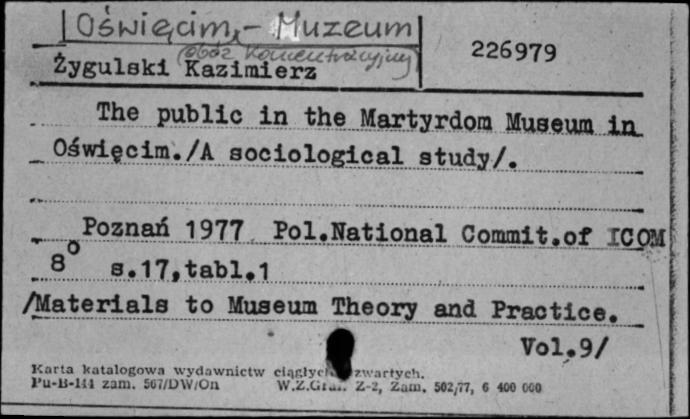 Oświęcim, - Muzeum
(obóz koncentracyjny)
226979
Żygulski Kazimierz
The public in the Martyrdom Museum in
Oświęcim./A sociological study/.
Poznań 1977 Pol.National Commit.of ICOM
8° s.17,tabl.1
/Materials to Museum Theory and Practice.
Vol.9/
Karta katalogowa wydawnictw ciągłych zwartych.
Pu-B-144 zam. 567/DW/On W.Z.Graf. Z-2, Zam. 502/77, 6 400 000